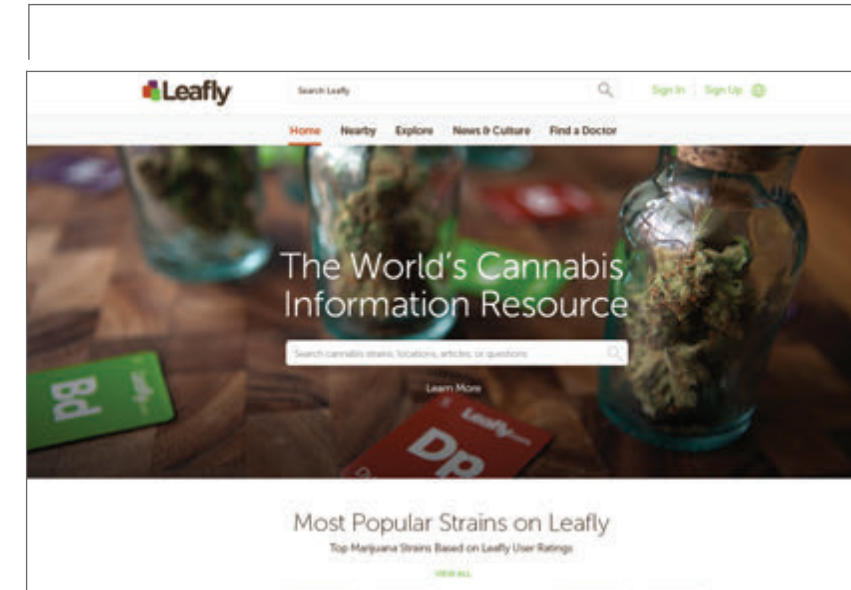 Leafly
Search Leafly
Sign In Sign Up
Home Nearby Explore News & Culture Find a Doctor
The World's Cannabis
Information Resource
Search cannabis strains, locations, articles, or questions
Learn More
Bd
Leafly
Leafly
Dp
Most Popular Strains on Leafly
Top Marijuana Strains Based on Leafly User Ratings
VIEW ALL